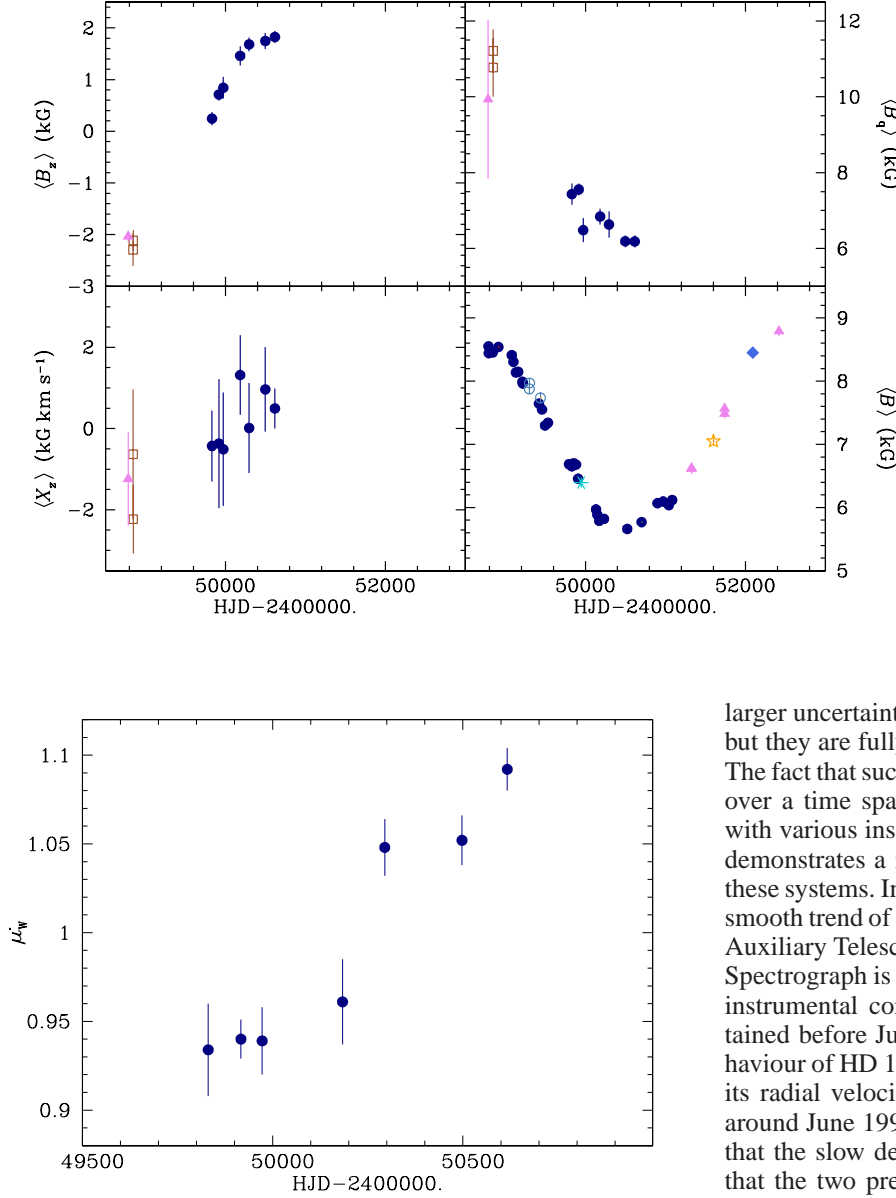 2
1
0
−1
−2
−3
⟨B_z⟩ (kG)
12
10
8
6
⟨B_q⟩ (kG)
2
0
−2
⟨X_z⟩ (kG km s⁻¹)
50000
52000
HJD−2400000.
9
8
7
6
5
⟨B⟩ (kG)
50000
52000
HJD−2400000.
1.1
1.05
1
0.95
0.9
49500
50000
50500
HJD−2400000.
larger uncertaint
but they are full
The fact that suc
over a time spa
with various ins
demonstrates a
these systems. In
smooth trend of
Auxiliary Telesc
Spectrograph is
instrumental co
tained before Ju
haviour of HD 1
its radial veloci
around June 199
that the slow de
that the two pre